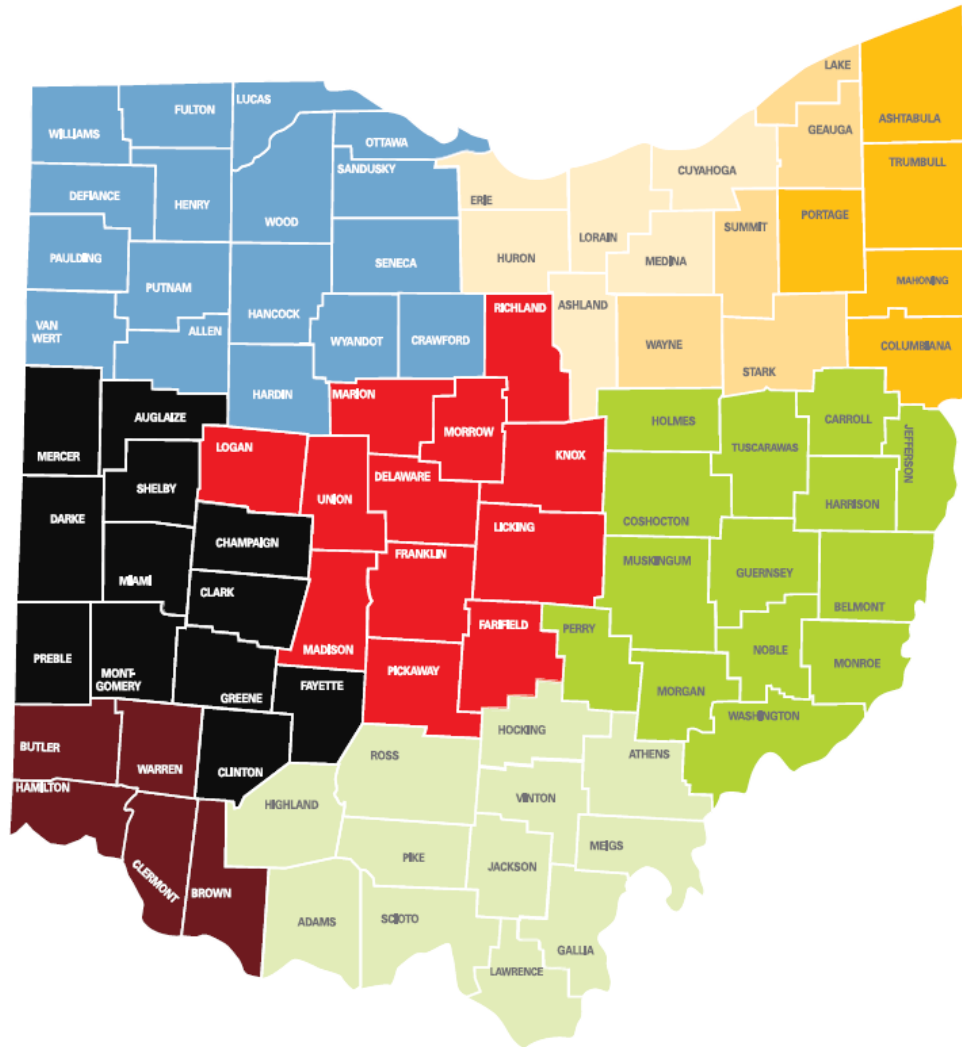 LAKE
LUCAS
FULTON
ASHTABULA
WILLIAMS
GEAUGA
OTTAWA
TRUMBULL
SANDUSKY
CUYAHOGA
DEFIANCE
HENRY
ERIE
PORTAGE
WOOD
SUMMIT
LORAIN
PAULDING
HURON
MEDINA
SENECA
MAHONING
PUTNAM
RICHLAND
ASHLAND
HANCOCK
VAN
WERT
ALLEN
WYANDOT
CRAWFORD
WAYNE
COLUMBIANA
STARK
HARDIN
MARION
AUGLAIZE
HOLMES
CARROLL
MORROW
JEFFERSON
LOGAN
TUSCARAWAS
MERCER
KNOX
DELAWARE
SHELBY
UNION
HARRISON
DARKE
COSHOCTON
LICKING
CHAMPAIGN
FRANKLIN
MUSKINGUM
GUERNSEY
MIAMI
CLARK
BELMONT
FARIFIELD
PERRY
MADISON
NOBLE
PREBLE
MONROE
MONT-
GOMERY
PICKAWAY
FAYETTE
MORGAN
GREENE
WASHINGTON
HOCKING
BUTLER
ROSS
ATHENS
WARREN
CLINTON
HAMILTON
VINTON
HIGHLAND
MEIGS
PIKE
JACKSON
CLERMONT
BROWN
ADAMS
SCIOTO
GALLIA
LAWRENCE